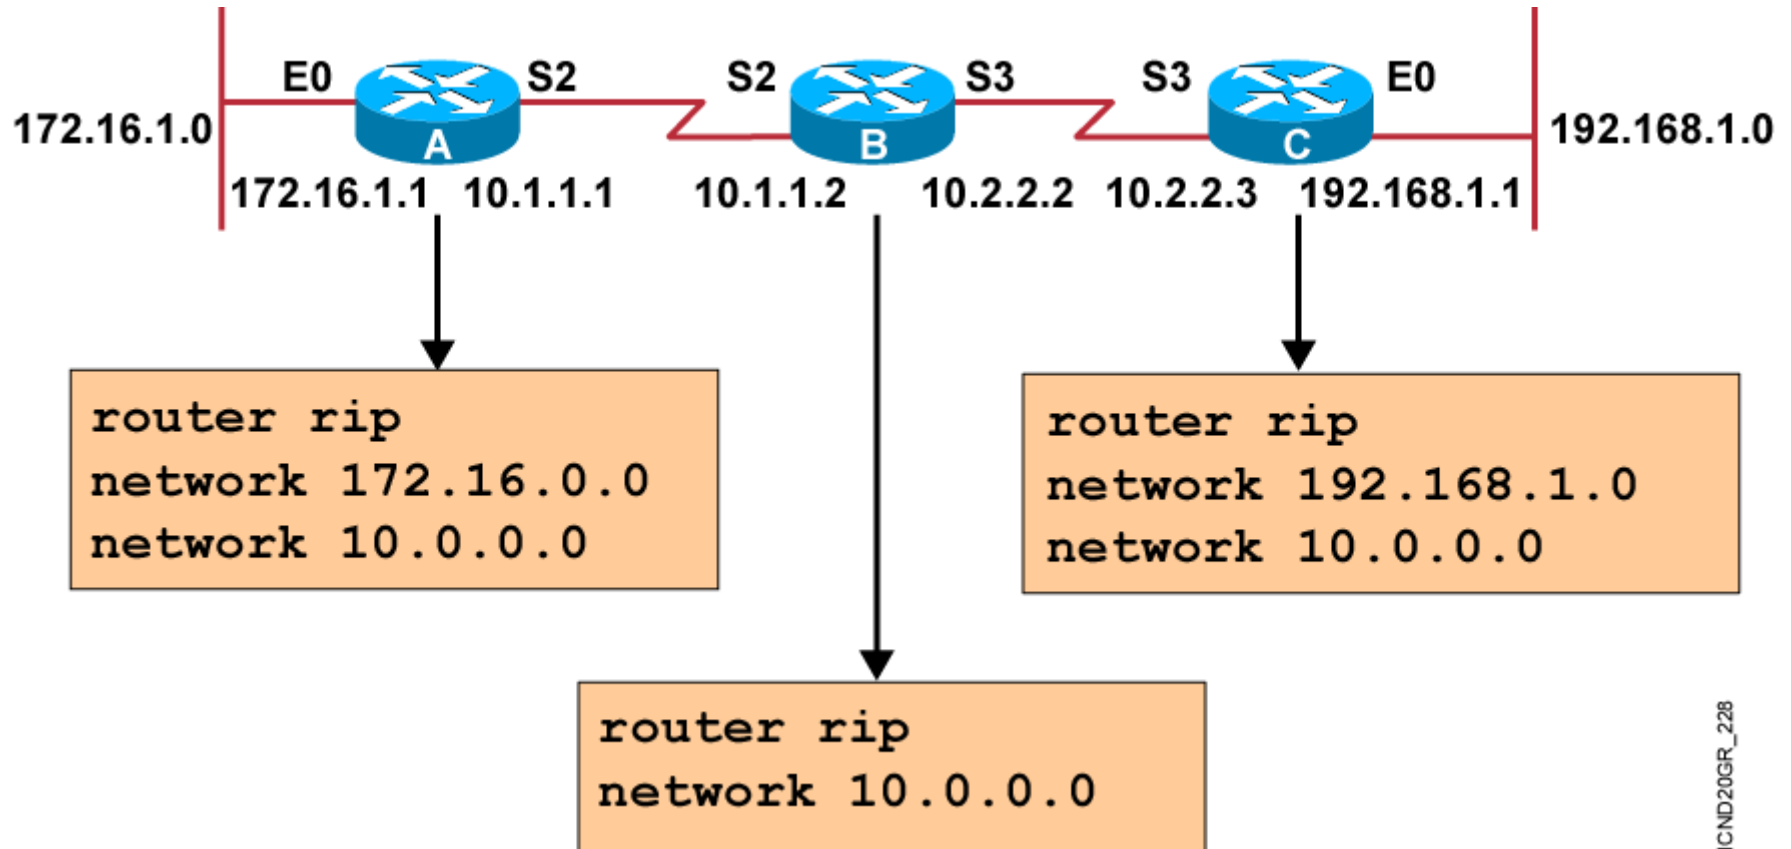 E0 S2 S2 S3 S3 E0
172.16.1.0 A B C 192.168.1.0
172.16.1.1 10.1.1.1 10.1.1.2 10.2.2.2 10.2.2.3 192.168.1.1
router rip
network 172.16.0.0
network 10.0.0.0
router rip
network 192.168.1.0
network 10.0.0.0
router rip
network 10.0.0.0
ICND20GR_228